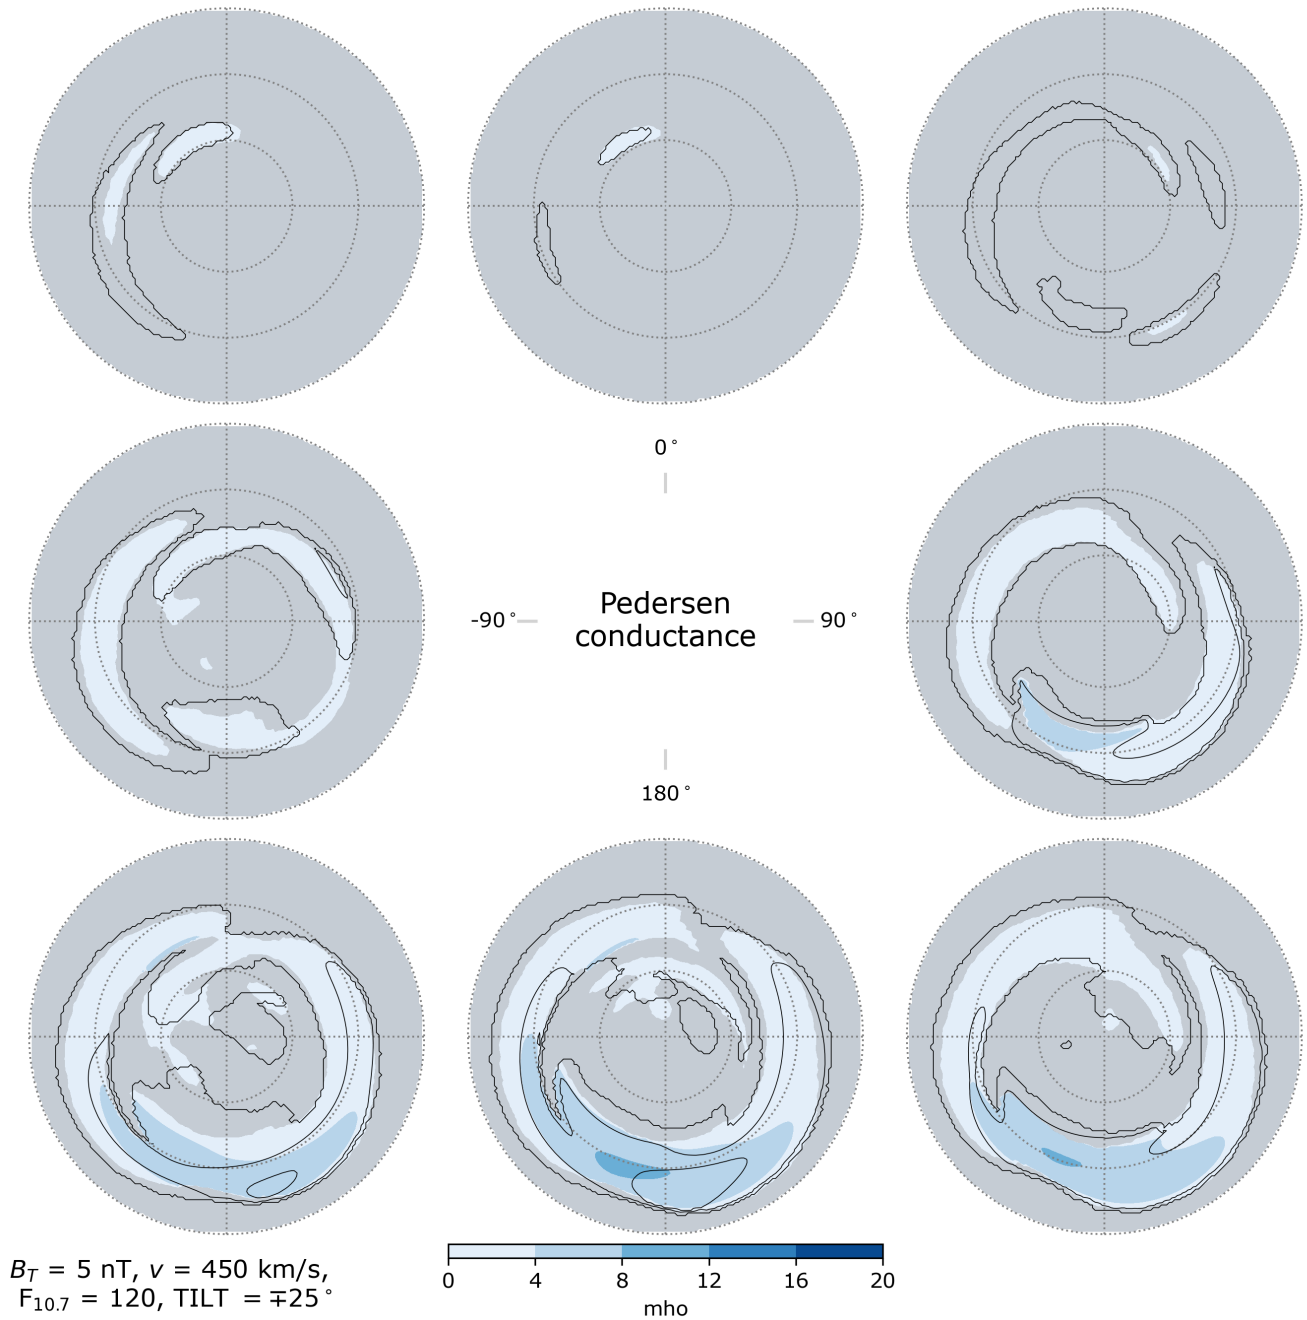 0°
Pedersen
conductance
-90° 90°
180°
B_T = 5 nT, v = 450 km/s,
F_10.7 = 120, TILT = ∓25°
0 4 8 12 16 20
mho